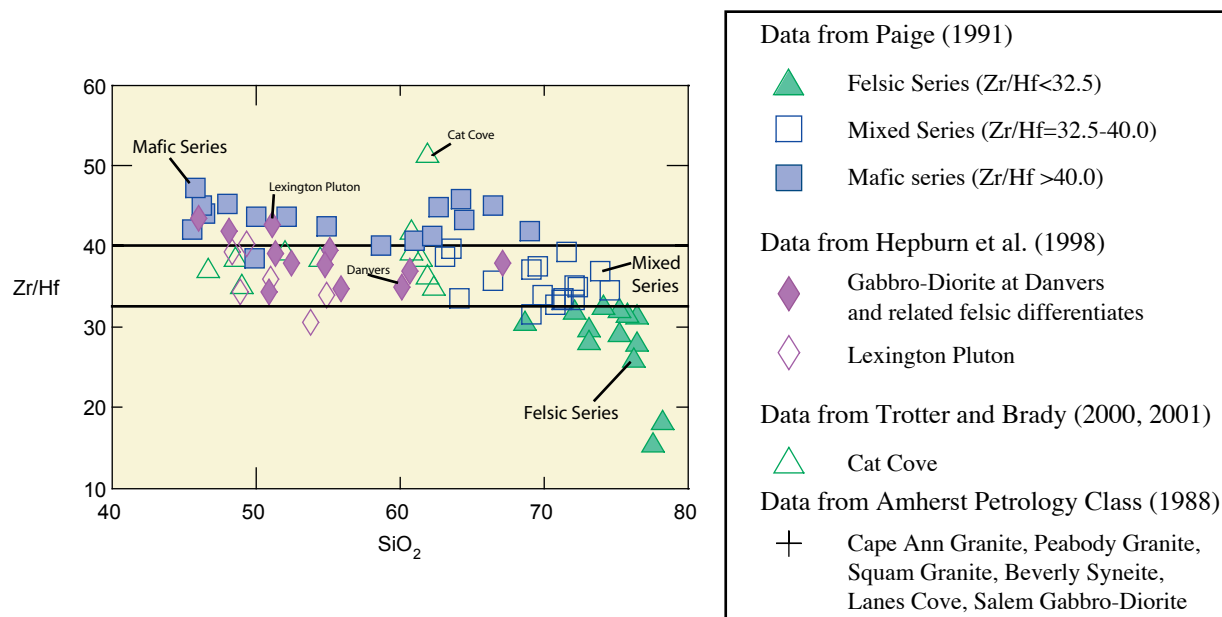 60
50
40
30
20
10
40
50
60
70
80
Zr/Hf
SiO2
Mafic Series
Cat Cove
Lexington Pluton
Danvers
Mixed
Series
Felsic Series
Data from Paige (1991)
Felsic Series (Zr/Hf<32.5)
Mixed Series (Zr/Hf=32.5-40.0)
Mafic series (Zr/Hf >40.0)
Data from Hepburn et al. (1998)
Gabbro-Diorite at Danvers
and related felsic differentiates
Lexington Pluton
Data from Trotter and Brady (2000, 2001)
Cat Cove
Data from Amherst Petrology Class (1988)
Cape Ann Granite, Peabody Granite,
Squam Granite, Beverly Syneite,
Lanes Cove, Salem Gabbro-Diorite